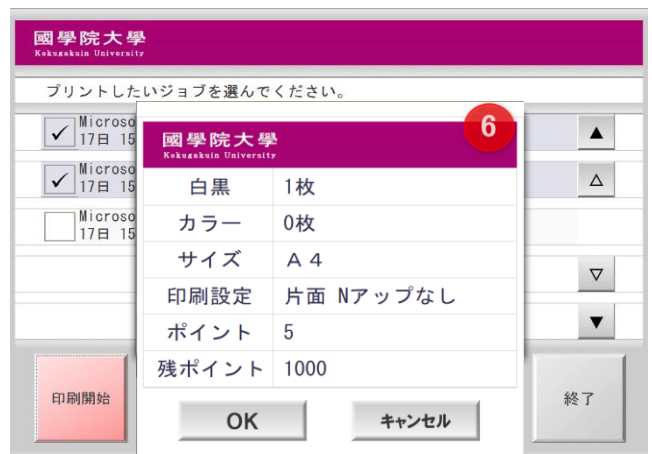 國學院大學
Kokugakuin University
プリントしたいジョブを選んでください。
✓ Microso
17日 15
▲
✓ Microso
17日 15
△
Microso
17日 15
▽
▼
國學院大學
Kokugakuin University
6
白黒 1枚
カラー 0枚
サイズ A4
印刷設定 片面 Nアップなし
ポイント 5
残ポイント 1000
OK キャンセル
印刷開始
終了